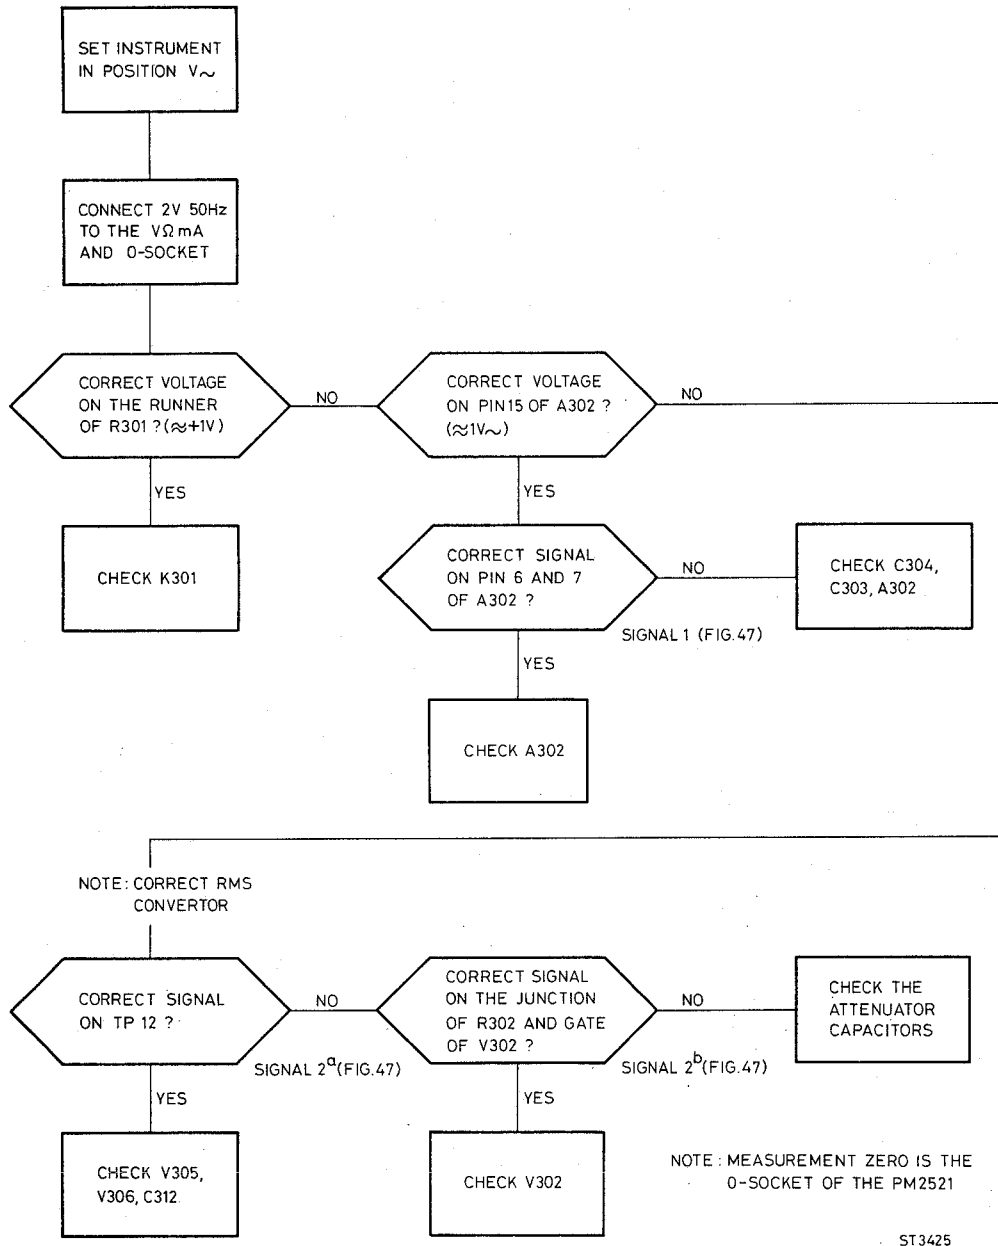 SET INSTRUMENT
IN POSITION V~
CONNECT 2V 50Hz
TO THE VΩmA
AND 0-SOCKET
CORRECT VOLTAGE
ON THE RUNNER
OF R301 ? (≈+1V)
NO
CORRECT VOLTAGE
ON PIN15 OF A302 ?
(≈1V~)
NO
YES
CHECK K301
YES
CORRECT SIGNAL
ON PIN 6 AND 7
OF A302 ?
NO
SIGNAL 1 (FIG.47)
CHECK C304,
C303, A302
YES
CHECK A302
NOTE: CORRECT RMS
CONVERTOR
CORRECT SIGNAL
ON TP 12 ?
NO
SIGNAL 2ᵃ (FIG.47)
CORRECT SIGNAL
ON THE JUNCTION
OF R302 AND GATE
OF V302 ?
NO
SIGNAL 2ᵇ (FIG.47)
CHECK THE
ATTENUATOR
CAPACITORS
YES
CHECK V305,
V306, C312
YES
CHECK V302
NOTE : MEASUREMENT ZERO IS THE
0-SOCKET OF THE PM2521
ST3425